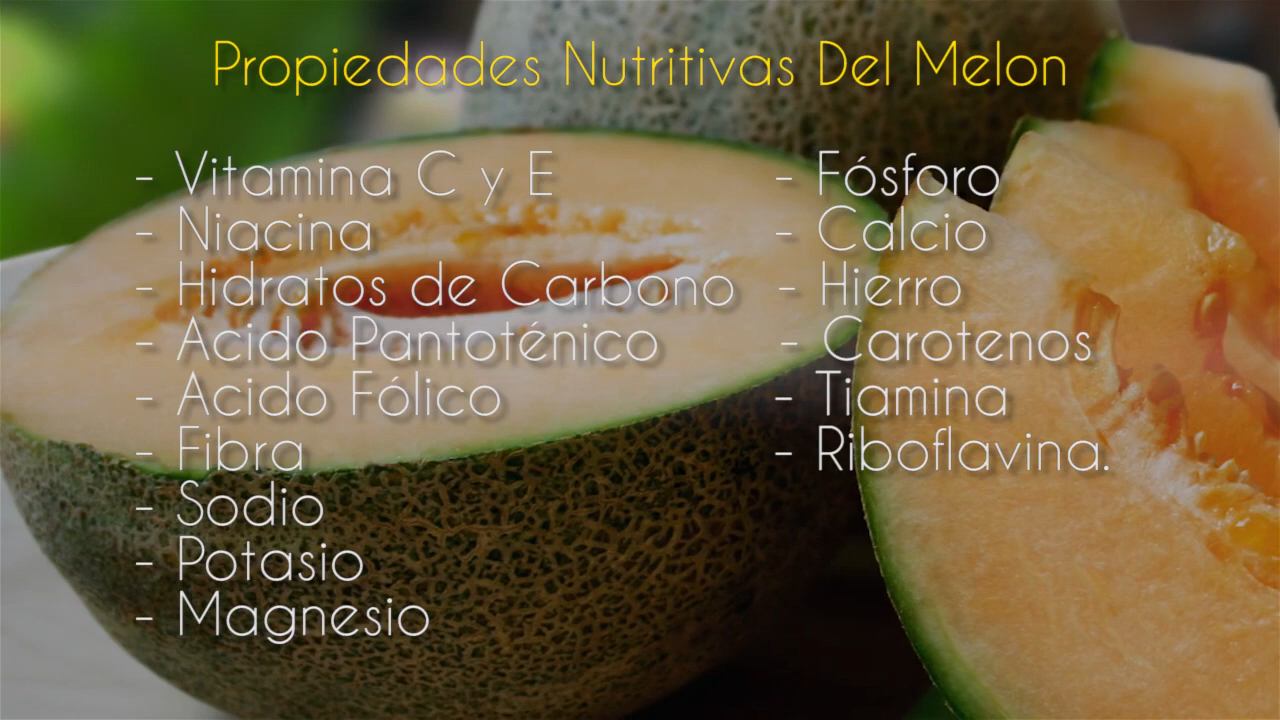 Propiedades Nutritivas Del Melon
- Vitamina C y E
- Niacina
- Hidratos de Carbono
- Acido Pantoténico
- Acido Fólico
- Fibra
- Sodio
- Potasio
- Magnesio
- Fósforo
- Calcio
- Hierro
- Carotenos
- Tiamina
- Riboflavina.